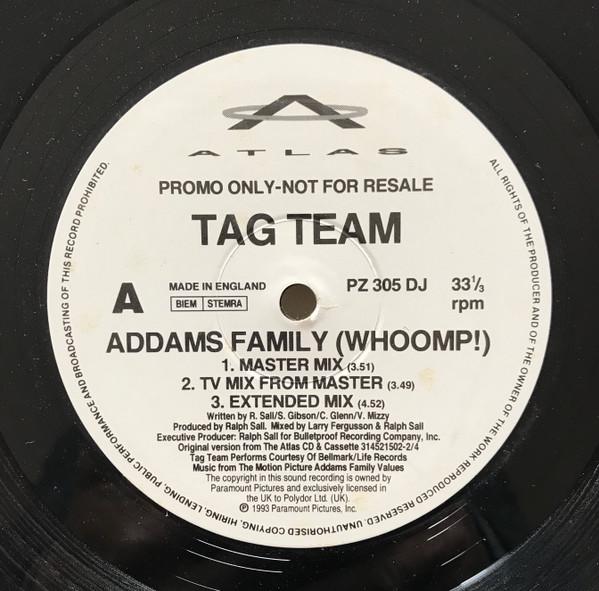 ATLAS
PROMO ONLY-NOT FOR RESALE
TAG TEAM
A
MADE IN ENGLAND
BIEM STEMRA
PZ 305 DJ
33⅓ rpm
ADDAMS FAMILY (WHOOMP!)
1. MASTER MIX (3.51)
2. TV MIX FROM MASTER (3.49)
3. EXTENDED MIX (4.52)
Written by R. Sall/S. Gibson/C. Glenn/V. Mizzy
Produced by Ralph Sall. Mixed by Larry Fergusson & Ralph Sall
Executive Producer: Ralph Sall for Bulletproof Recording Company, Inc.
Original version from The Atlas CD & Cassette 314521502-2/4
Tag Team Performs Courtesy Of Bellmark/Life Records
Music from The Motion Picture Addams Family Values
The copyright in this sound recording is owned by
Paramount Pictures and exclusively licensed in
the UK to Polydor Ltd. (UK).
℗ 1993 Paramount Pictures, Inc.
ALL RIGHTS OF THE PRODUCER AND OF THE OWNER OF THE WORK REPRODUCED RESERVED. UNAUTHORISED COPYING, HIRING, LENDING, PUBLIC PERFORMANCE AND BROADCASTING OF THIS RECORD PROHIBITED.